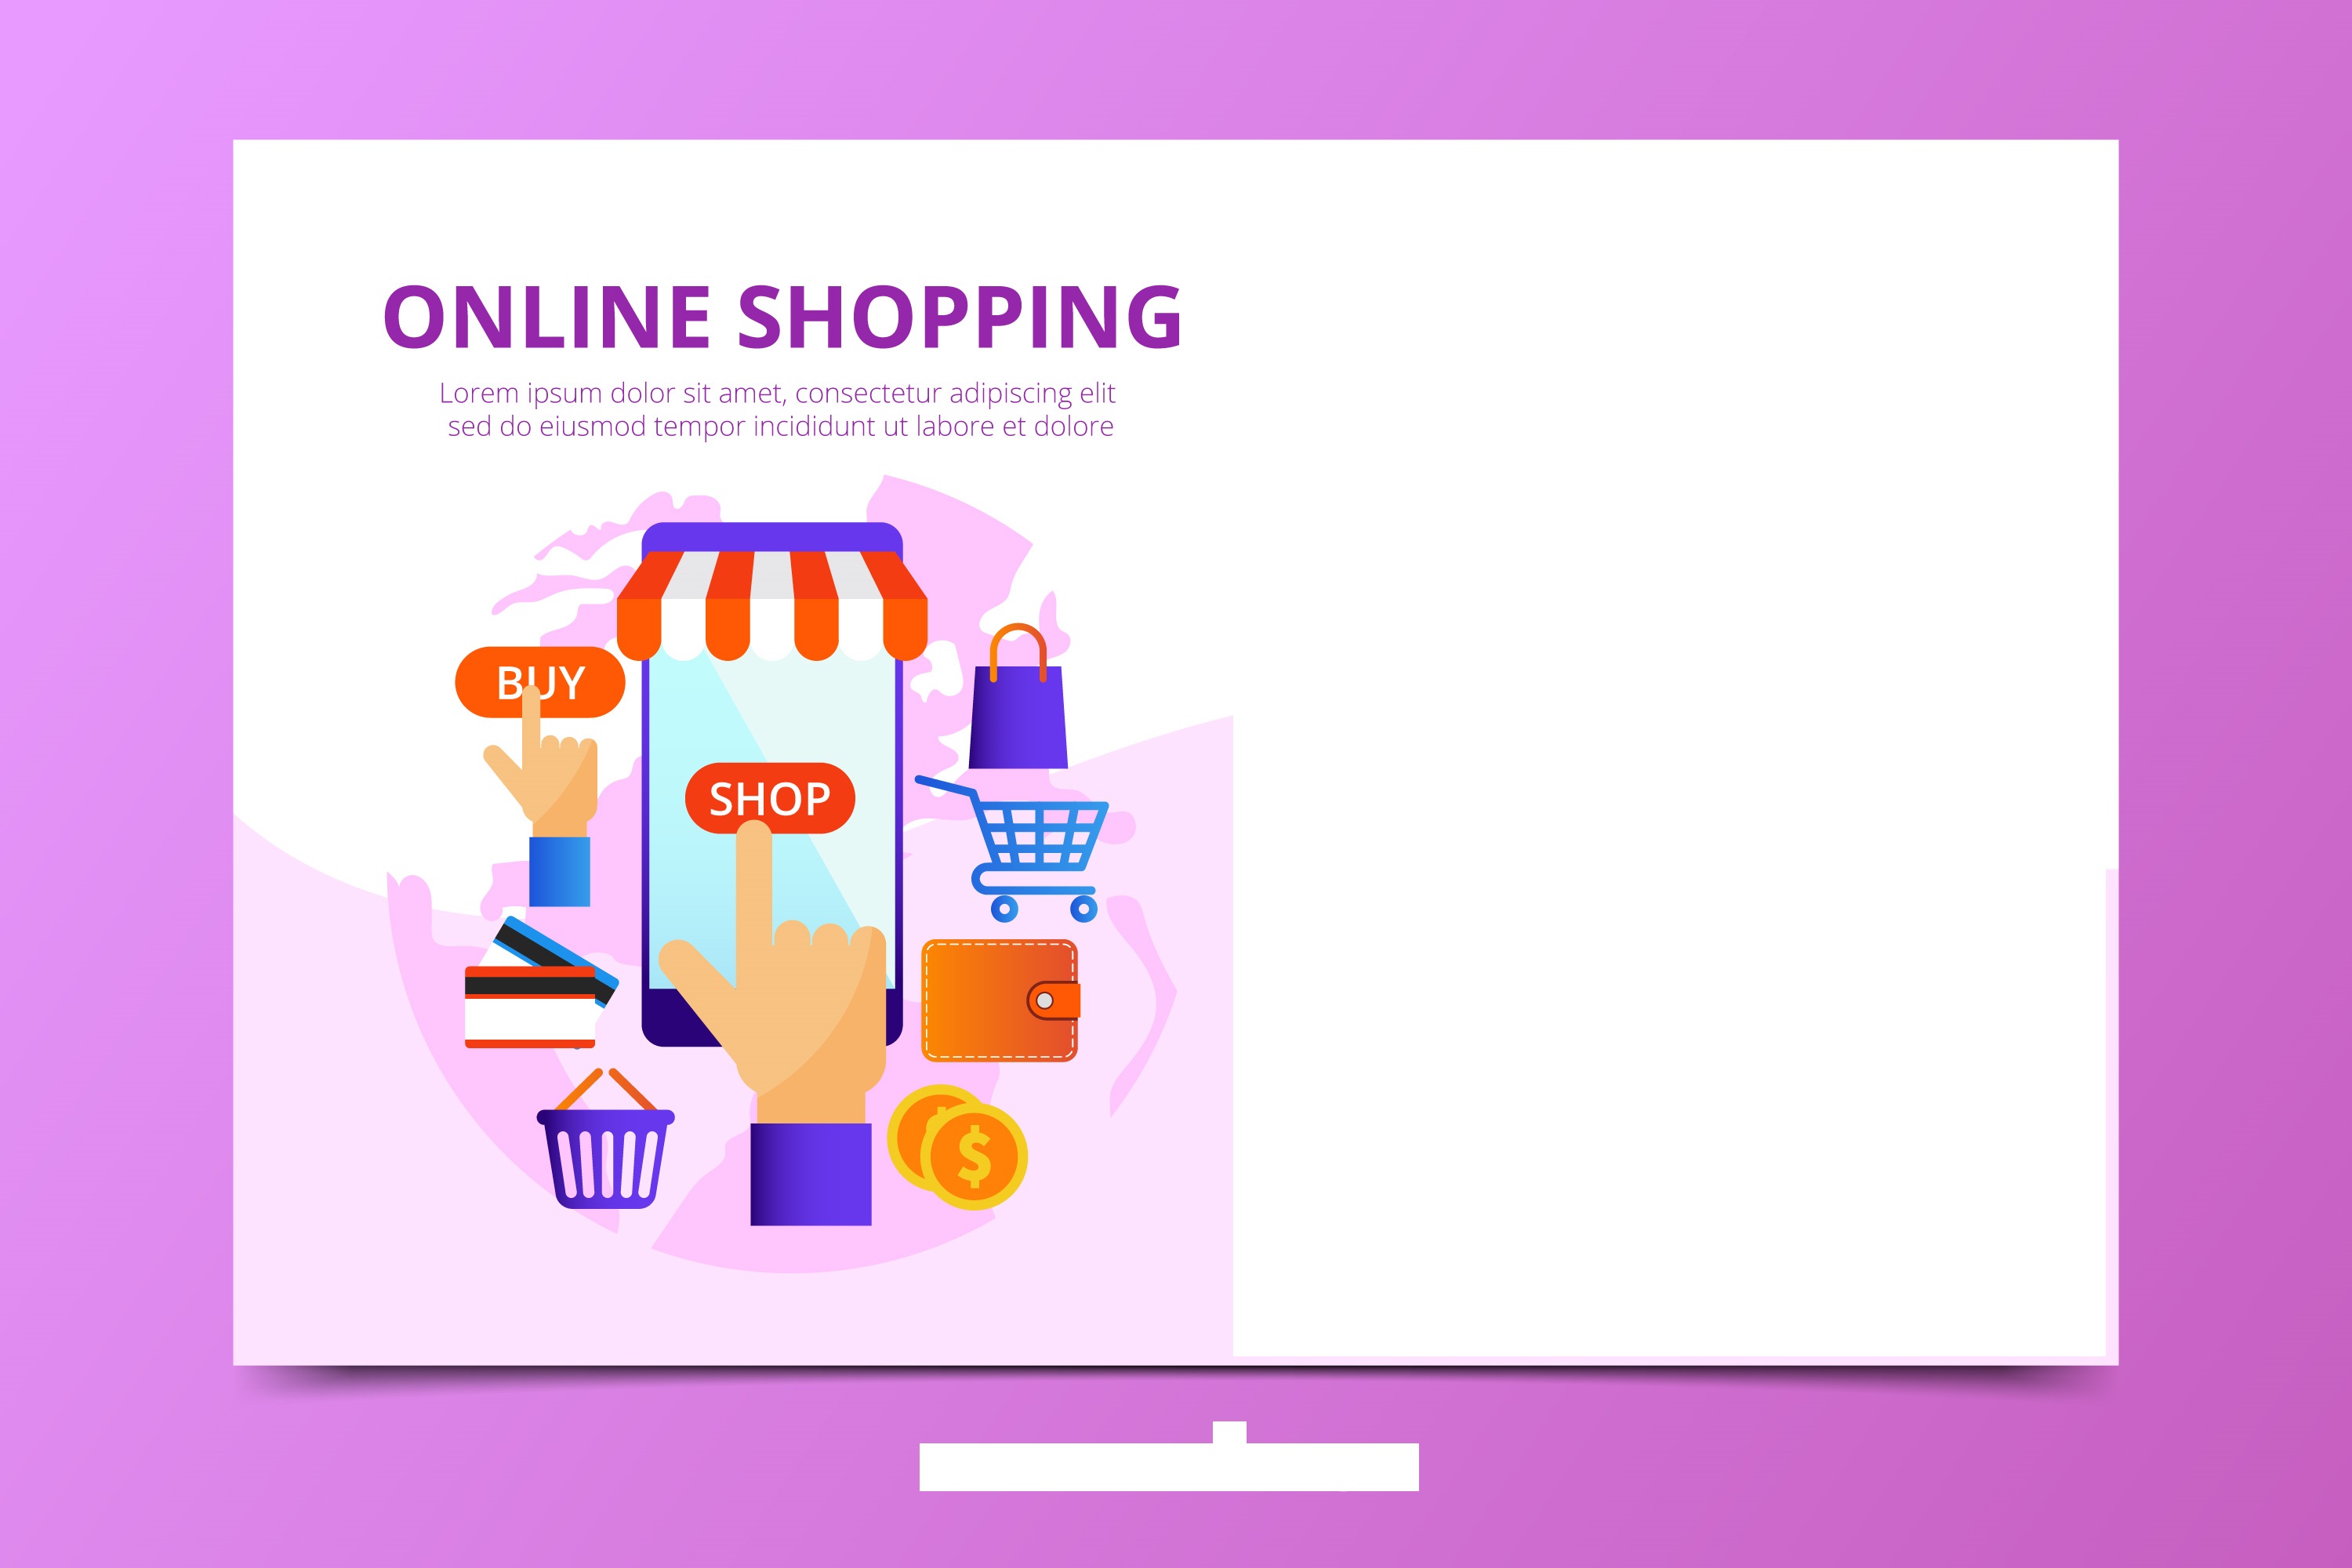 ONLINE SHOPPING
Lorem ipsum dolor sit amet, consectetur adipiscing elit
sed do eiusmod tempor incididunt ut labore et dolore
BUY
SHOP
$